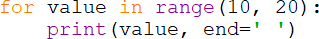 for value in range(10, 20):
    print(value, end=' ')